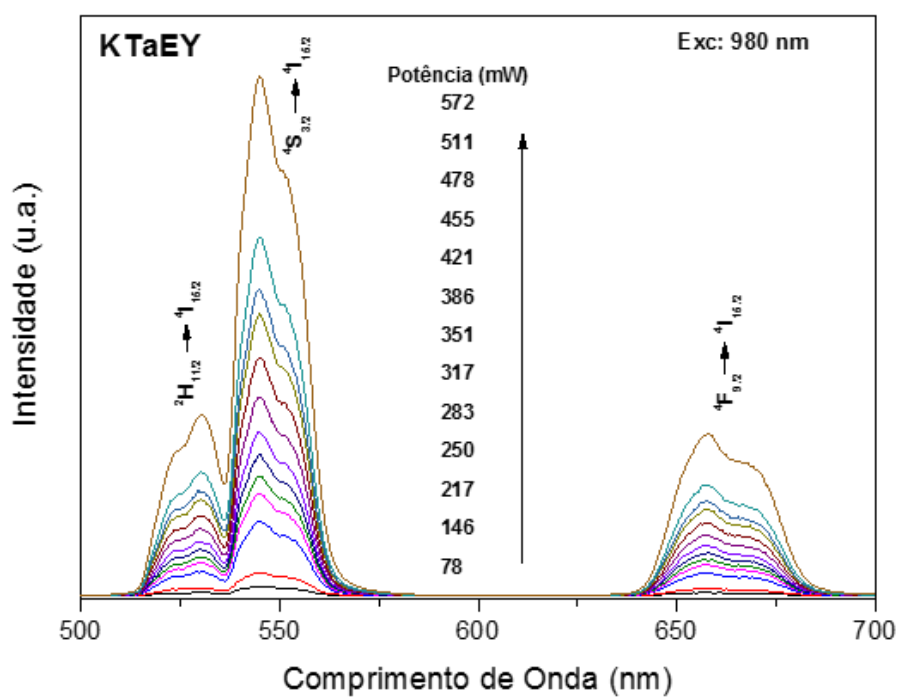 KTaEY
Exc: 980 nm
Potência (mW)
572
511
478
455
421
386
351
317
283
250
217
146
78
²H₁₁/₂ → ⁴I₁₅/₂
⁴S₃/₂ → ⁴I₁₅/₂
⁴F₉/₂ → ⁴I₁₅/₂
Intensidade (u.a.)
500 550 600 650 700
Comprimento de Onda (nm)